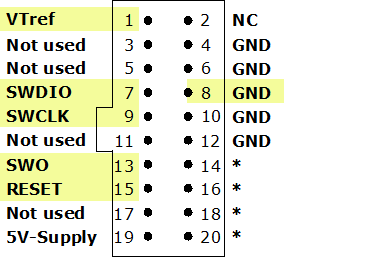 VTref 1 2 NC
Not used 3 4 GND
Not used 5 6 GND
SWDIO 7 8 GND
SWCLK 9 10 GND
Not used 11 12 GND
SWO 13 14 *
RESET 15 16 *
Not used 17 18 *
5V-Supply 19 20 *